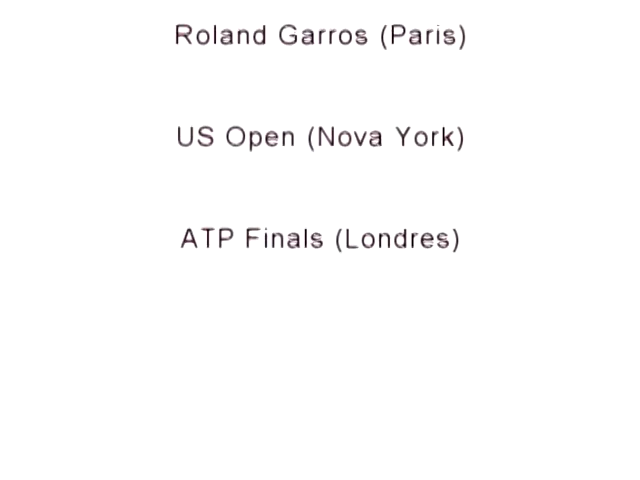 Roland Garros (Paris)
US Open (Nova York)
ATP Finals (Londres)